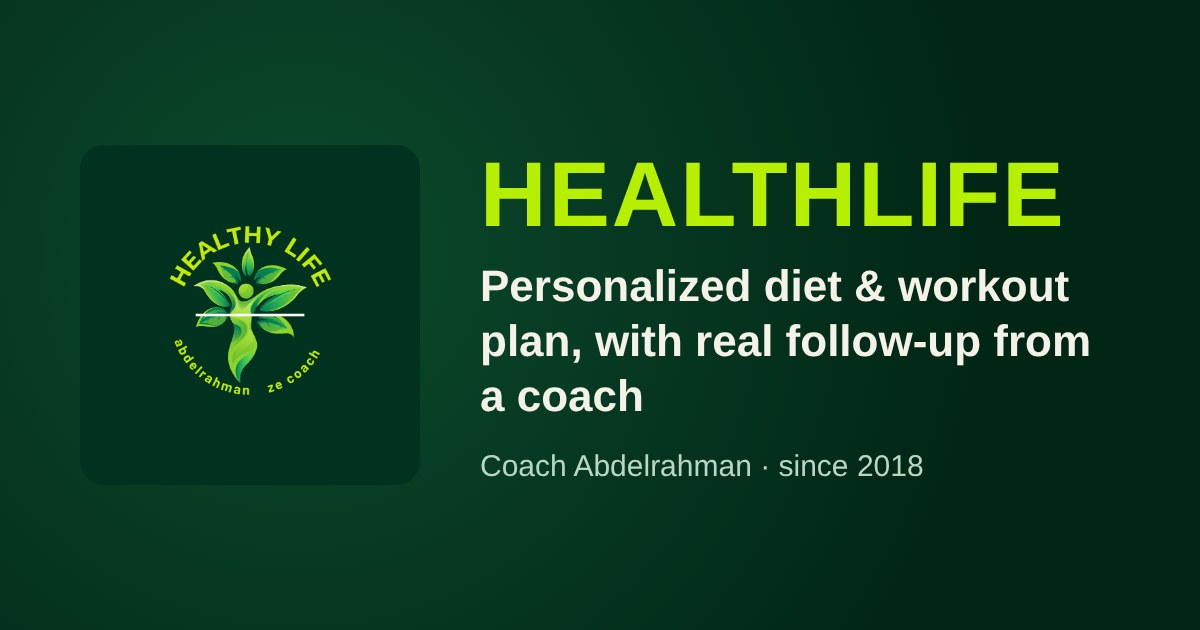 HEALTHY LIFE
abdelrahman ze coach
HEALTHLIFE
Personalized diet & workout
plan, with real follow-up from
a coach
Coach Abdelrahman · since 2018